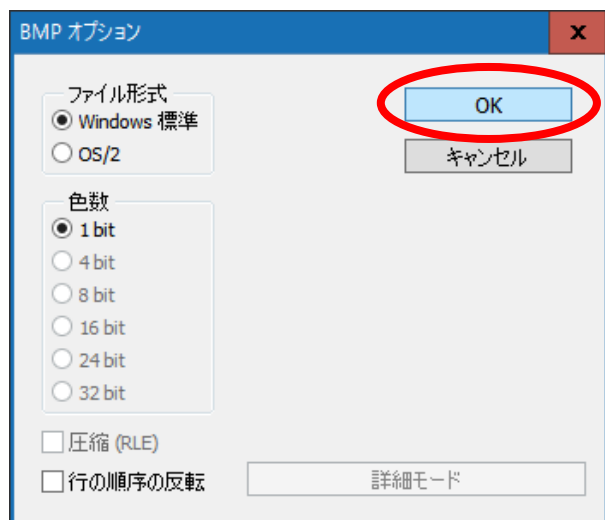 BMP オプション
x
ファイル形式
Windows 標準
OS/2
OK
キャンセル
色数
1 bit
4 bit
8 bit
16 bit
24 bit
32 bit
圧縮 (RLE)
行の順序の反転
詳細モード